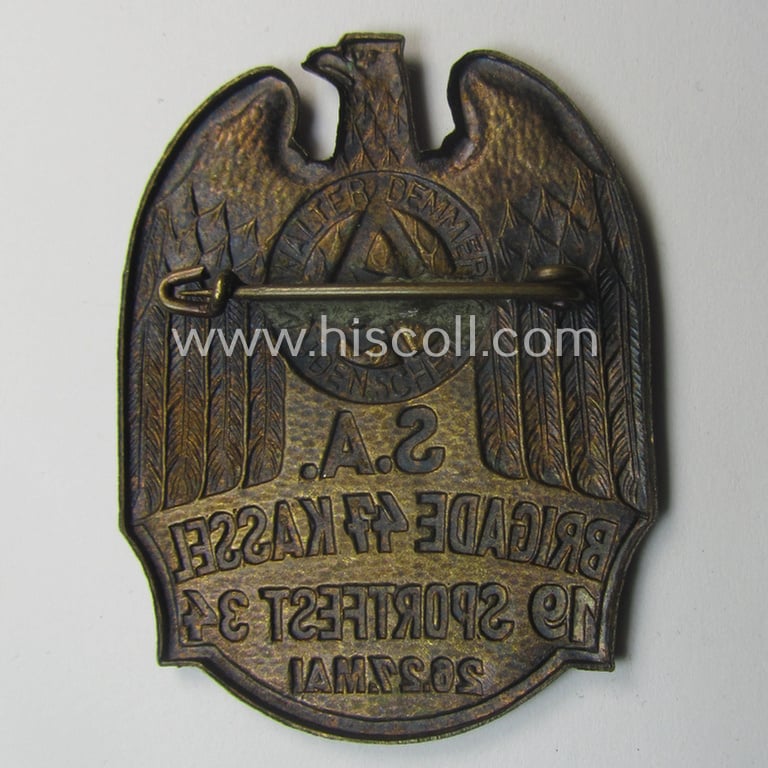 WALTER DEMMER
www.hiscoll.com
S.A.
BRIGADE 47 KASSEL
19 SPORTFEST 34
26.27.MAI